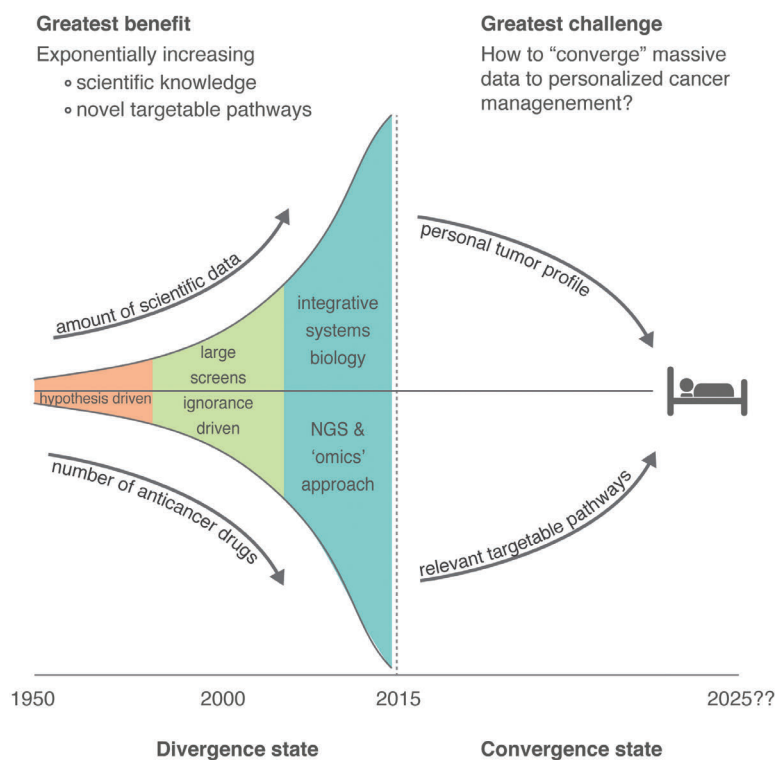 Greatest benefit
Exponentially increasing
scientific knowledge
novel targetable pathways
Greatest challenge
How to “converge” massive
data to personalized cancer
managenement?
amount of scientific data
personal tumor profile
integrative
systems
biology
large
screens
ignorance
driven
hypothesis driven
NGS &
‘omics’
approach
number of anticancer drugs
relevant targetable pathways
1950
2000
2015
2025??
Divergence state
Convergence state